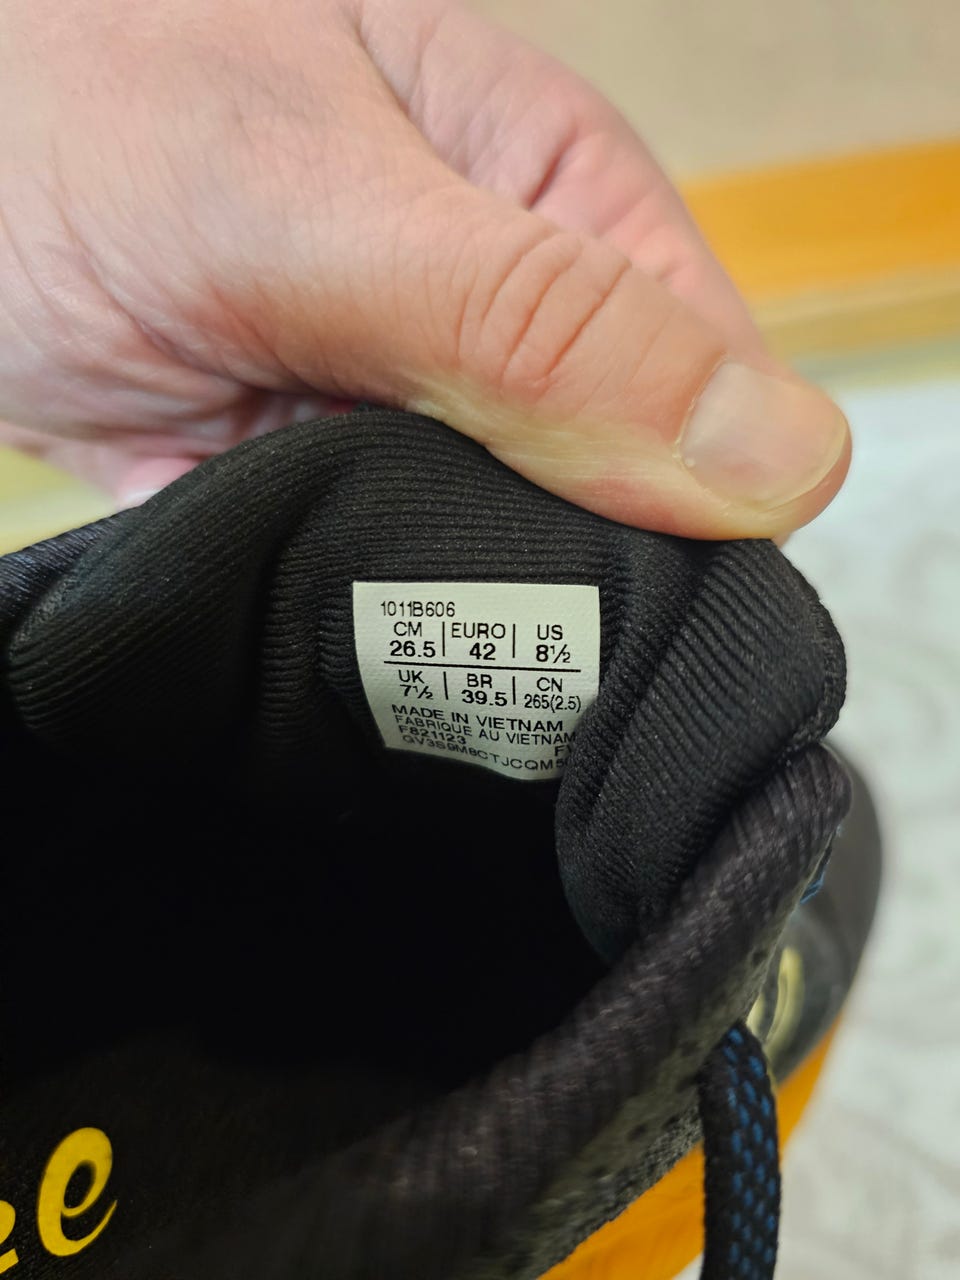 1011B606
CM | EURO | US
26.5 | 42 | 8½
UK | BR | CN
7½ | 39.5 | 265(2.5)
MADE IN VIETNAM
FABRIQUE AU VIETNAM
F821123